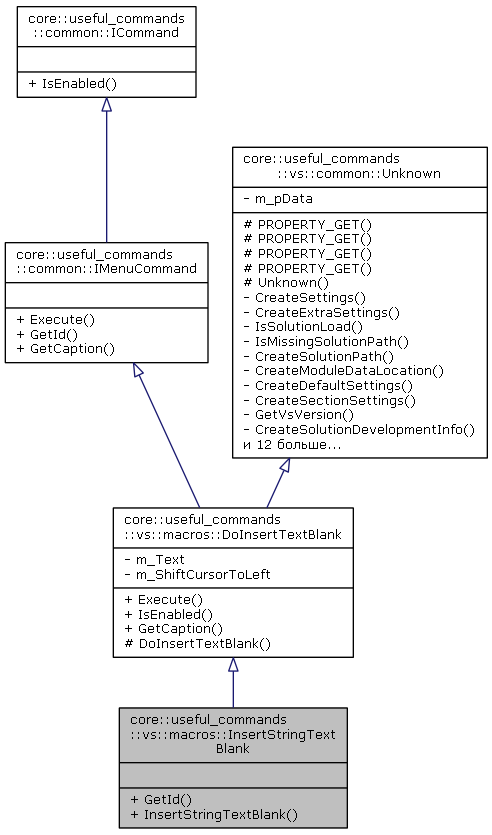 core::useful_commands
::common::ICommand
+ IsEnabled()
core::useful_commands
::vs::common::Unknown
- m_pData
# PROPERTY_GET()
# PROPERTY_GET()
# PROPERTY_GET()
# PROPERTY_GET()
# Unknown()
- CreateSettings()
- CreateExtraSettings()
- IsSolutionLoad()
- IsMissingSolutionPath()
- CreateSolutionPath()
- CreateModuleDataLocation()
- CreateDefaultSettings()
- CreateSectionSettings()
- GetVsVersion()
- CreateSolutionDevelopmentInfo()
и 12 больше...
core::useful_commands
::common::IMenuCommand
+ Execute()
+ GetId()
+ GetCaption()
core::useful_commands
::vs::macros::DoInsertTextBlank
- m_Text
- m_ShiftCursorToLeft
+ Execute()
+ IsEnabled()
+ GetCaption()
# DoInsertTextBlank()
core::useful_commands
::vs::macros::InsertStringText
Blank
+ GetId()
+ InsertStringTextBlank()